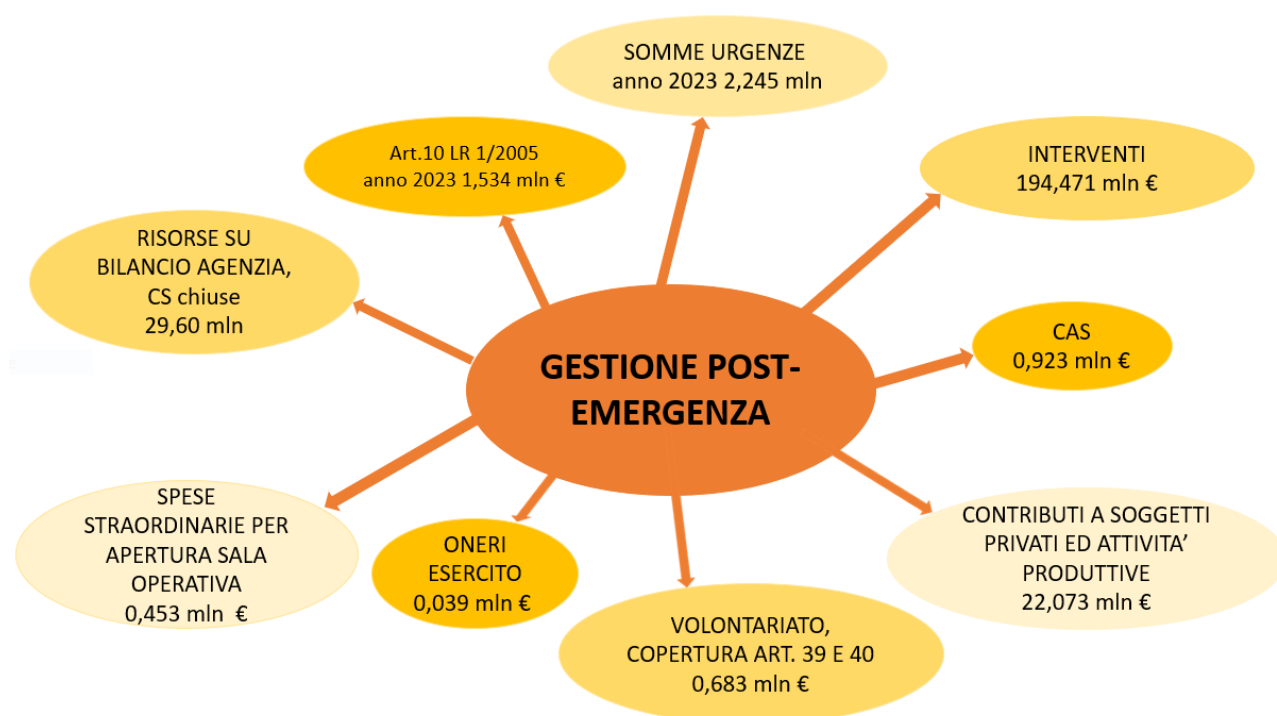 SOMME URGENZE
anno 2023 2,245 mln
Art.10 LR 1/2005
anno 2023 1,534 mln €
INTERVENTI
194,471 mln €
RISORSE SU
BILANCIO AGENZIA,
CS chiuse
29,60 mln
CAS
0,923 mln €
GESTIONE POST-
EMERGENZA
SPESE
STRAORDINARIE PER
APERTURA SALA
OPERATIVA
0,453 mln €
ONERI
ESERCITO
0,039 mln €
VOLONTARIATO,
COPERTURA ART. 39 E 40
0,683 mln €
CONTRIBUTI A SOGGETTI
PRIVATI ED ATTIVITA’
PRODUTTIVE
22,073 mln €